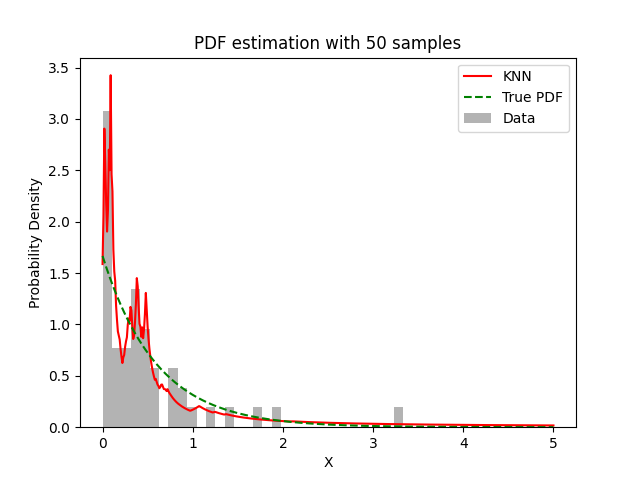 PDF estimation with 50 samples
KNN
True PDF
Data
Probability Density
3.5
3.0
2.5
2.0
1.5
1.0
0.5
0.0
0 1 2 3 4 5
X